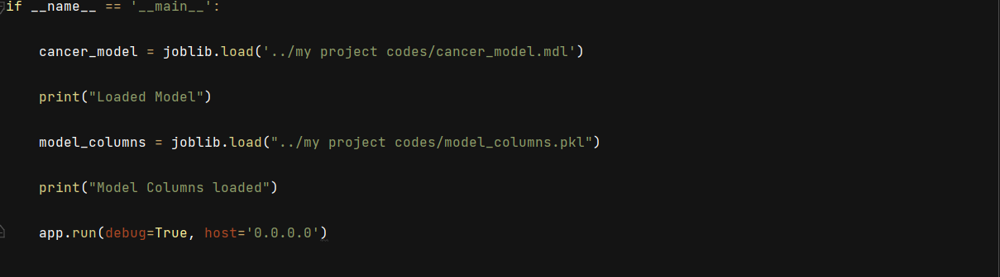 if __name__ == '__main__':
cancer_model = joblib.load('../my project codes/cancer_model.mdl')
print("Loaded Model")
model_columns = joblib.load("../my project codes/model_columns.pkl")
print("Model Columns loaded")
app.run(debug=True, host='0.0.0.0')